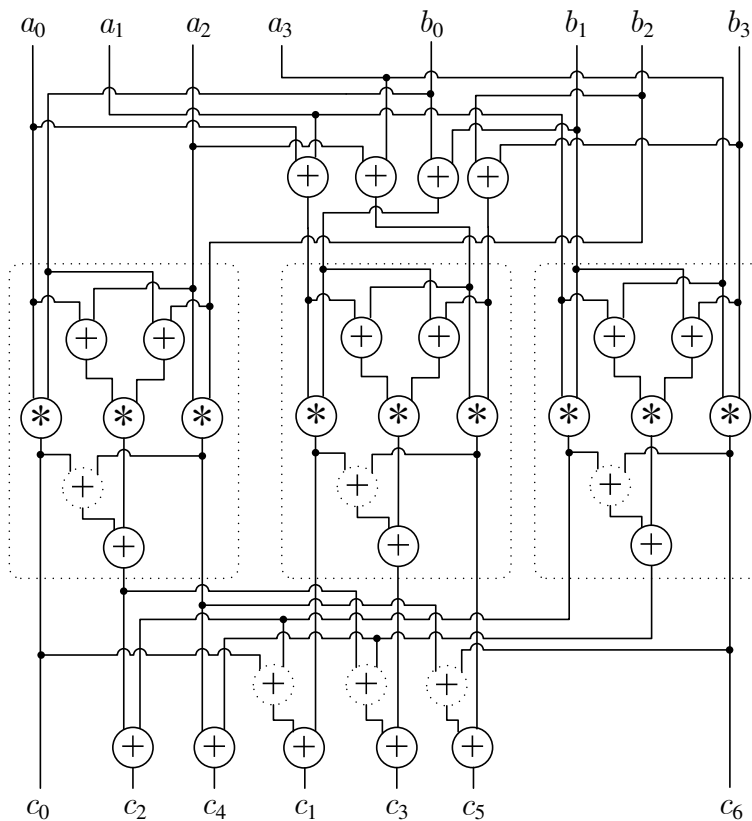 a0 a1 a2 a3 b0 b1 b2 b3
+ + + +
+ + + + + +
* * * * * * * * *
+ + +
+ + +
+ + +
+ + + + +
c0 c2 c4 c1 c3 c5 c6